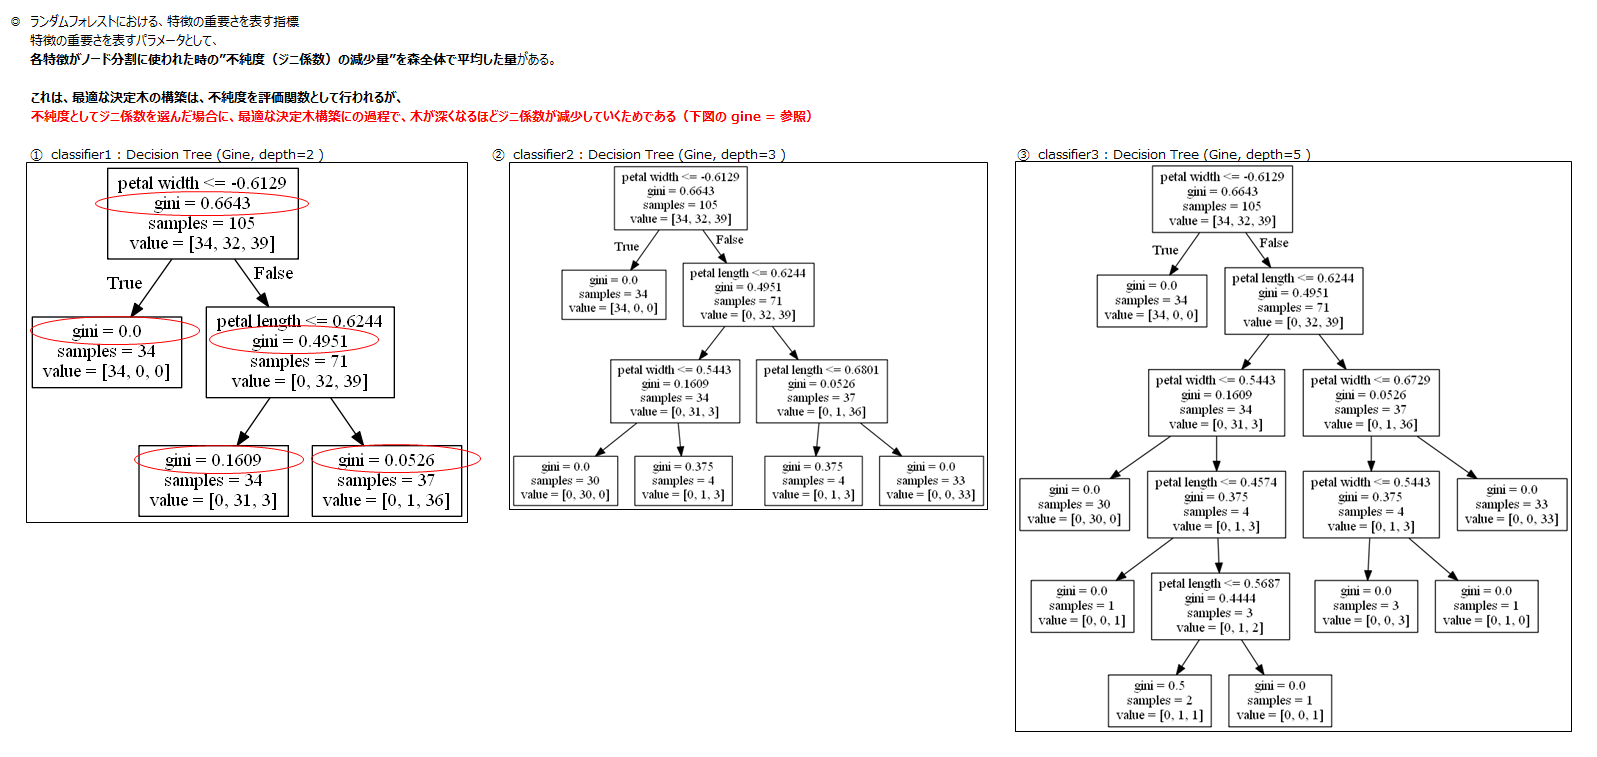 ◎ ランダムフォレストにおける、特徴の重要さを表す指標
特徴の重要さを表すパラメータとして、
各特徴がノード分割に使われた時の”不純度（ジニ係数）の減少量”を森全体で平均した量がある。
これは、最適な決定木の構築は、不純度を評価関数として行われるが、
不純度としてジニ係数を選んだ場合に、最適な決定木構築にの過程で、木が深くなるほどジニ係数が減少していくためである（下図の gine = 参照）
① classifier1 : Decision Tree (Gine, depth=2 )
petal width <= -0.6129
gini = 0.6643
samples = 105
value = [34, 32, 39]
True
False
gini = 0.0
samples = 34
value = [34, 0, 0]
petal length <= 0.6244
gini = 0.4951
samples = 71
value = [0, 32, 39]
gini = 0.1609
samples = 34
value = [0, 31, 3]
gini = 0.0526
samples = 37
value = [0, 1, 36]
② classifier2 : Decision Tree (Gine, depth=3 )
petal width <= -0.6129
gini = 0.6643
samples = 105
value = [34, 32, 39]
True
False
gini = 0.0
samples = 34
value = [34, 0, 0]
petal length <= 0.6244
gini = 0.4951
samples = 71
value = [0, 32, 39]
petal width <= 0.5443
gini = 0.1609
samples = 34
value = [0, 31, 3]
petal length <= 0.6801
gini = 0.0526
samples = 37
value = [0, 1, 36]
gini = 0.0
samples = 30
value = [0, 30, 0]
gini = 0.375
samples = 4
value = [0, 1, 3]
gini = 0.375
samples = 4
value = [0, 1, 3]
gini = 0.0
samples = 33
value = [0, 0, 33]
③ classifier3 : Decision Tree (Gine, depth=5 )
petal width <= -0.6129
gini = 0.6643
samples = 105
value = [34, 32, 39]
True
False
gini = 0.0
samples = 34
value = [34, 0, 0]
petal length <= 0.6244
gini = 0.4951
samples = 71
value = [0, 32, 39]
petal width <= 0.5443
gini = 0.1609
samples = 34
value = [0, 31, 3]
petal width <= 0.6729
gini = 0.0526
samples = 37
value = [0, 1, 36]
gini = 0.0
samples = 30
value = [0, 30, 0]
petal length <= 0.4574
gini = 0.375
samples = 4
value = [0, 1, 3]
petal width <= 0.5443
gini = 0.375
samples = 4
value = [0, 1, 3]
gini = 0.0
samples = 33
value = [0, 0, 33]
gini = 0.0
samples = 1
value = [0, 0, 1]
petal length <= 0.5687
gini = 0.4444
samples = 3
value = [0, 1, 2]
gini = 0.0
samples = 3
value = [0, 0, 3]
gini = 0.0
samples = 1
value = [0, 1, 0]
gini = 0.5
samples = 2
value = [0, 1, 1]
gini = 0.0
samples = 1
value = [0, 0, 1]